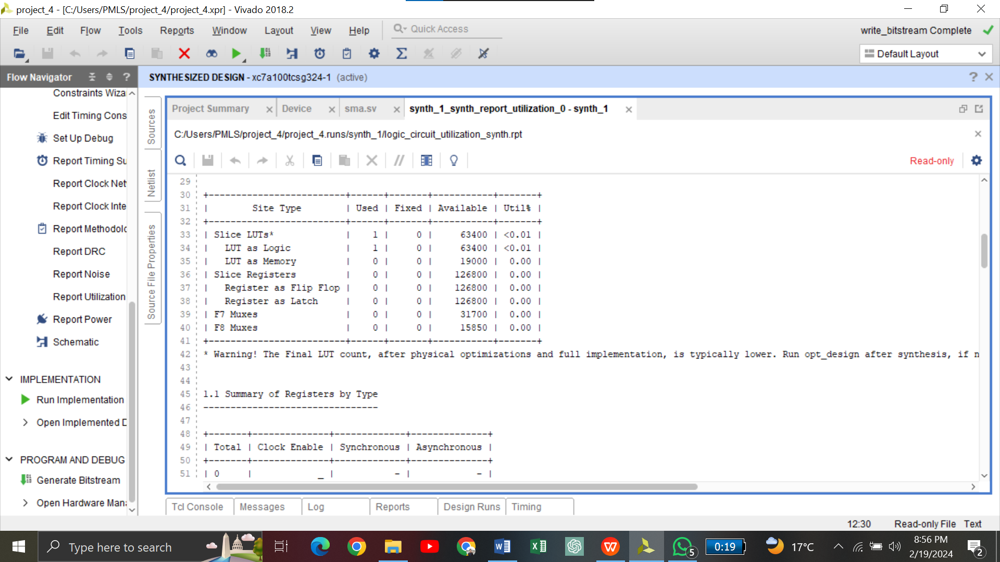 project_4 - [C:/Users/PMLS/project_4/project_4.xpr] - Vivado 2018.2
File Edit Flow Tools Reports Window Layout View Help Quick Access
write_bitstream Complete
Default Layout
Flow Navigator ?
SYNTHESIZED DESIGN - xc7a100tcsg324-1 (active)
Constraints Wiza
Edit Timing Cons
Set Up Debug
Report Timing Su
Report Clock Net
Report Clock Inte
Report Methodolo
Report DRC
Report Noise
Report Utilization
Report Power
Schematic
IMPLEMENTATION
Run Implementation
Open Implemented D
PROGRAM AND DEBUG
Generate Bitstream
Open Hardware Mana
Sources
Netlist
Source File Properties
Project Summary
Device
sma.sv
synth_1_synth_report_utilization_0 - synth_1
C:/Users/PMLS/project_4/project_4.runs/synth_1/logic_circuit_utilization_synth.rpt
Read-only
29
30 +-------------------------+------+-------+-----------+-------+
31 |        Site Type        | Used | Fixed | Available | Util% |
32 +-------------------------+------+-------+-----------+-------+
33 | Slice LUTs*             |    1 |     0 |     63400 | <0.01 |
34 |   LUT as Logic          |    1 |     0 |     63400 | <0.01 |
35 |   LUT as Memory         |    0 |     0 |     19000 |  0.00 |
36 | Slice Registers         |    0 |     0 |    126800 |  0.00 |
37 |   Register as Flip Flop |    0 |     0 |    126800 |  0.00 |
38 |   Register as Latch     |    0 |     0 |    126800 |  0.00 |
39 | F7 Muxes                |    0 |     0 |     31700 |  0.00 |
40 | F8 Muxes                |    0 |     0 |     15850 |  0.00 |
41 +-------------------------+------+-------+-----------+-------+
42 * Warning! The Final LUT count, after physical optimizations and full implementation, is typically lower. Run opt_design after synthesis, if n
43
44
45 1.1 Summary of Registers by Type
46 --------------------------------
47
48 +-------+--------------+-------------+--------------+
49 | Total | Clock Enable | Synchronous | Asynchronous |
50 +-------+--------------+-------------+--------------+
51 | 0     |            _ |           - |            - |
Tcl Console
Messages
Log
Reports
Design Runs
Timing
12:30 Read-only File Text
Type here to search
5
0:19
17°C
8:56 PM
2/19/2024
2